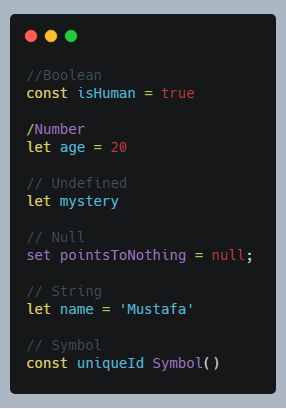 //Boolean
const isHuman = true
/Number
let age = 20
// Undefined
let mystery
// Null
set pointsToNothing = null;
// String
let name = 'Mustafa'
// Symbol
const uniqueId Symbol()